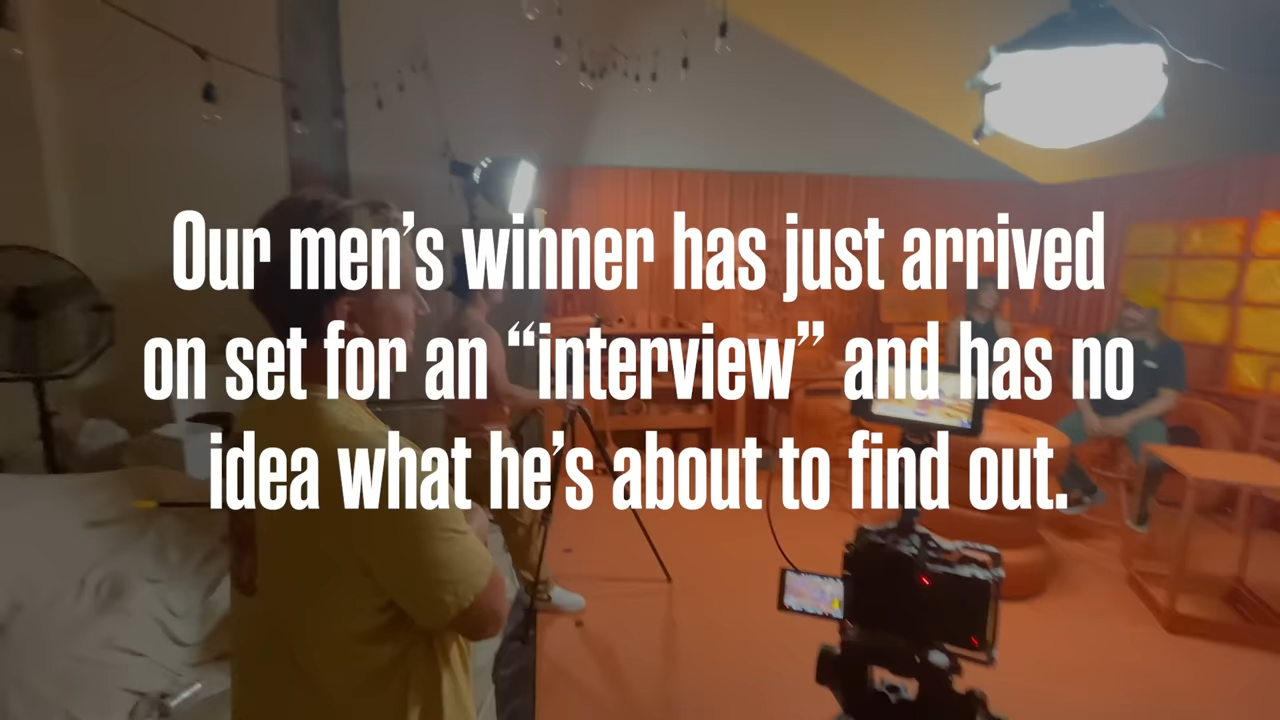 Our men’s winner has just arrived
on set for an “interview” and has no
idea what he’s about to find out.